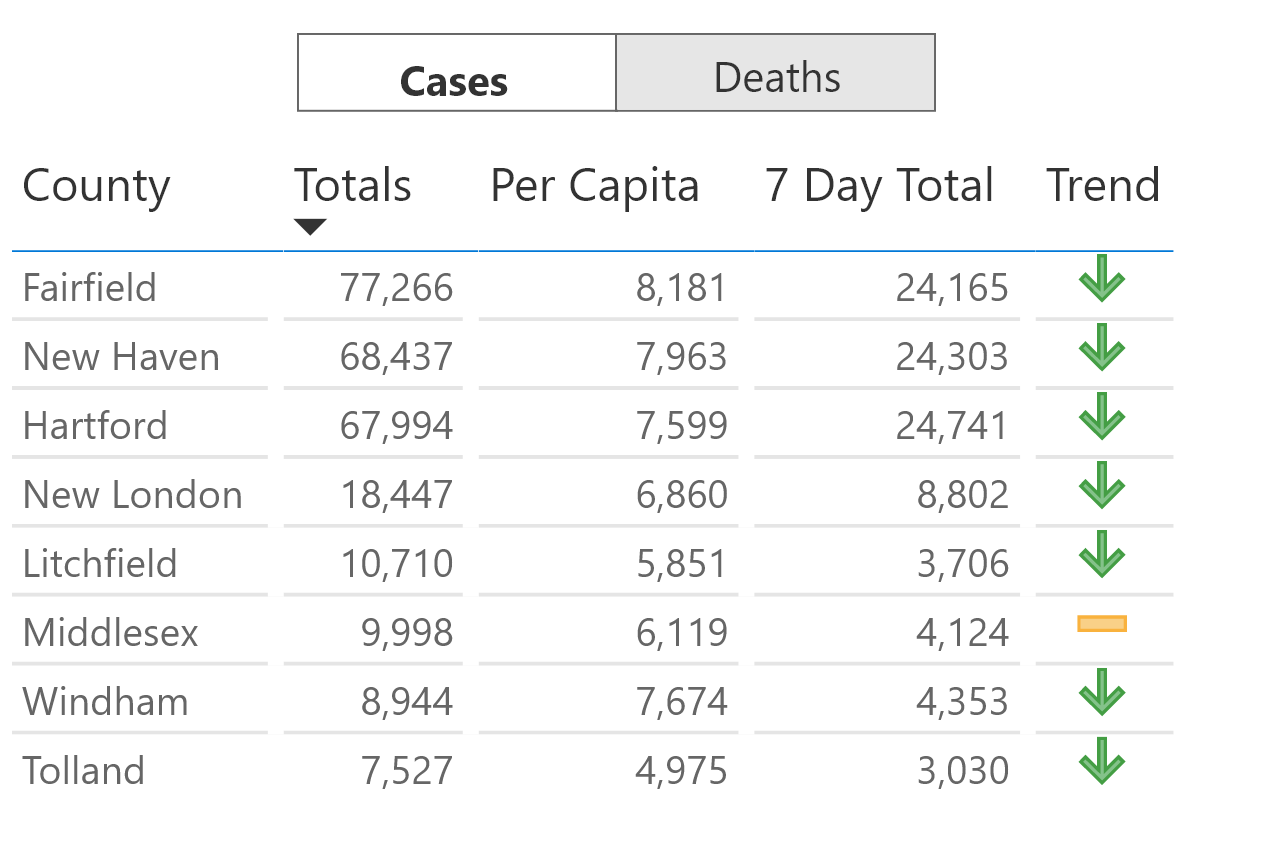 Cases Deaths
County Totals Per Capita 7 Day Total Trend
Fairfield 77,266 8,181 24,165
New Haven 68,437 7,963 24,303
Hartford 67,994 7,599 24,741
New London 18,447 6,860 8,802
Litchfield 10,710 5,851 3,706
Middlesex 9,998 6,119 4,124
Windham 8,944 7,674 4,353
Tolland 7,527 4,975 3,030